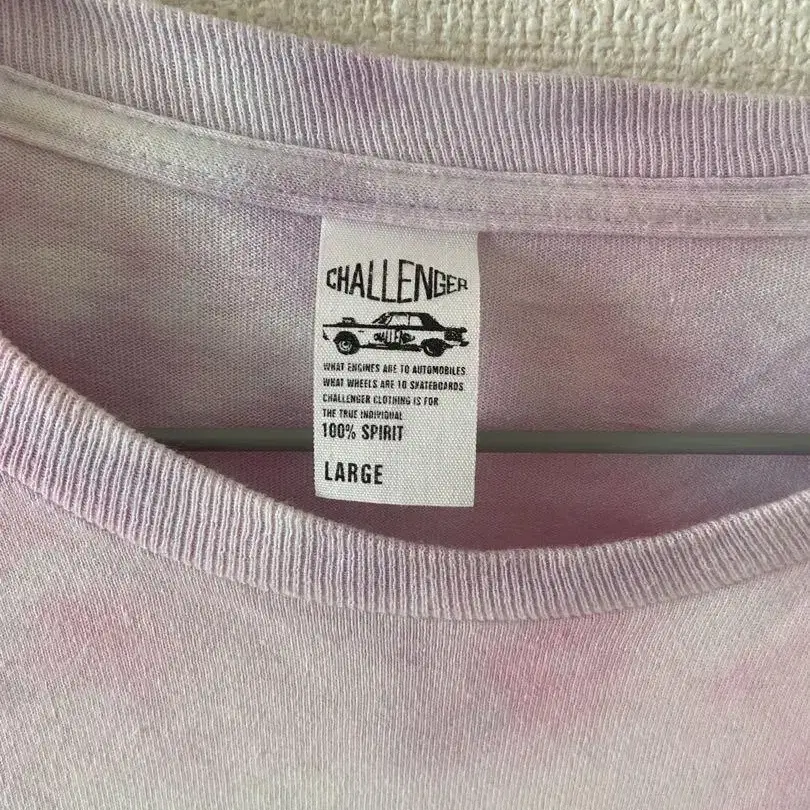 CHALLENGER
CHALLENGER
WHAT ENGINES ARE TO AUTOMOBILES
WHAT WHEELS ARE TO SKATEBOARDS
CHALLENGER CLOTHING IS FOR
THE TRUE INDIVIDUAL
100% SPIRIT
LARGE